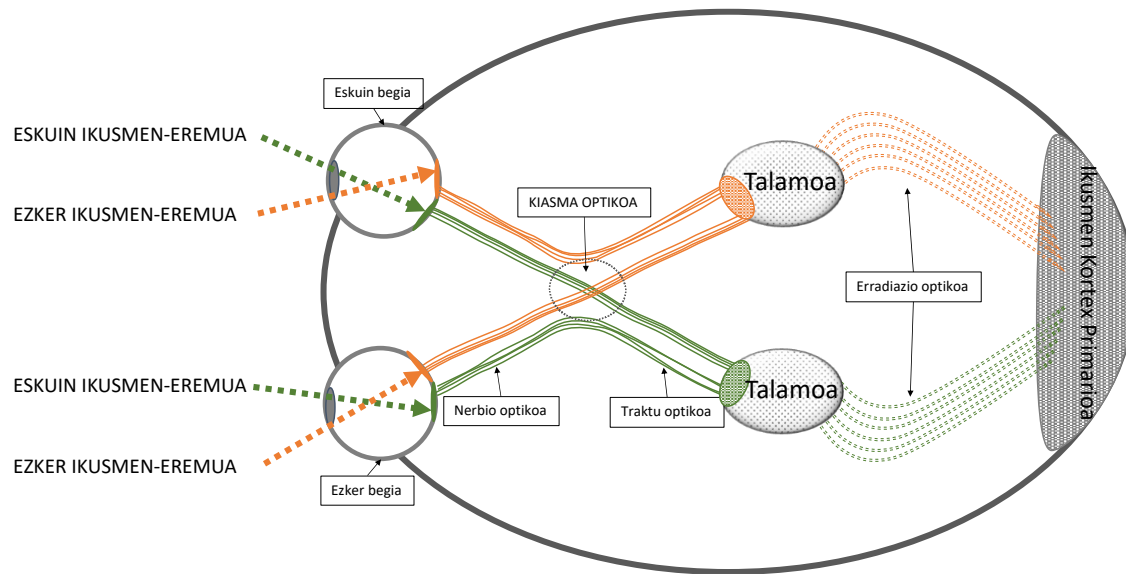 Eskuin begia
ESKUIN IKUSMEN-EREMUA
EZKER IKUSMEN-EREMUA
KIASMA OPTIKOA
Talamoa
Erradiazio optikoa
Ikusmen Kortex Primarioa
ESKUIN IKUSMEN-EREMUA
EZKER IKUSMEN-EREMUA
Nerbio optikoa
Traktu optikoa
Talamoa
Ezker begia